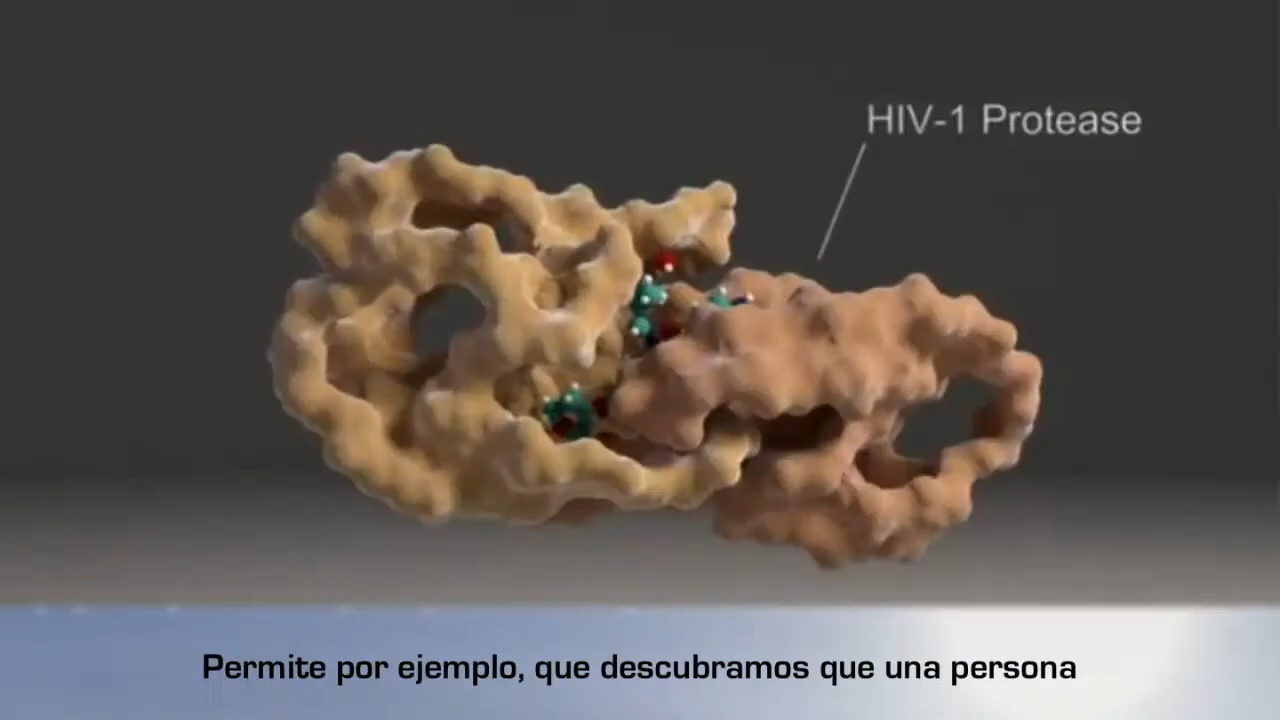 HIV-1 Protease
Permite por ejemplo, que descubramos que una persona